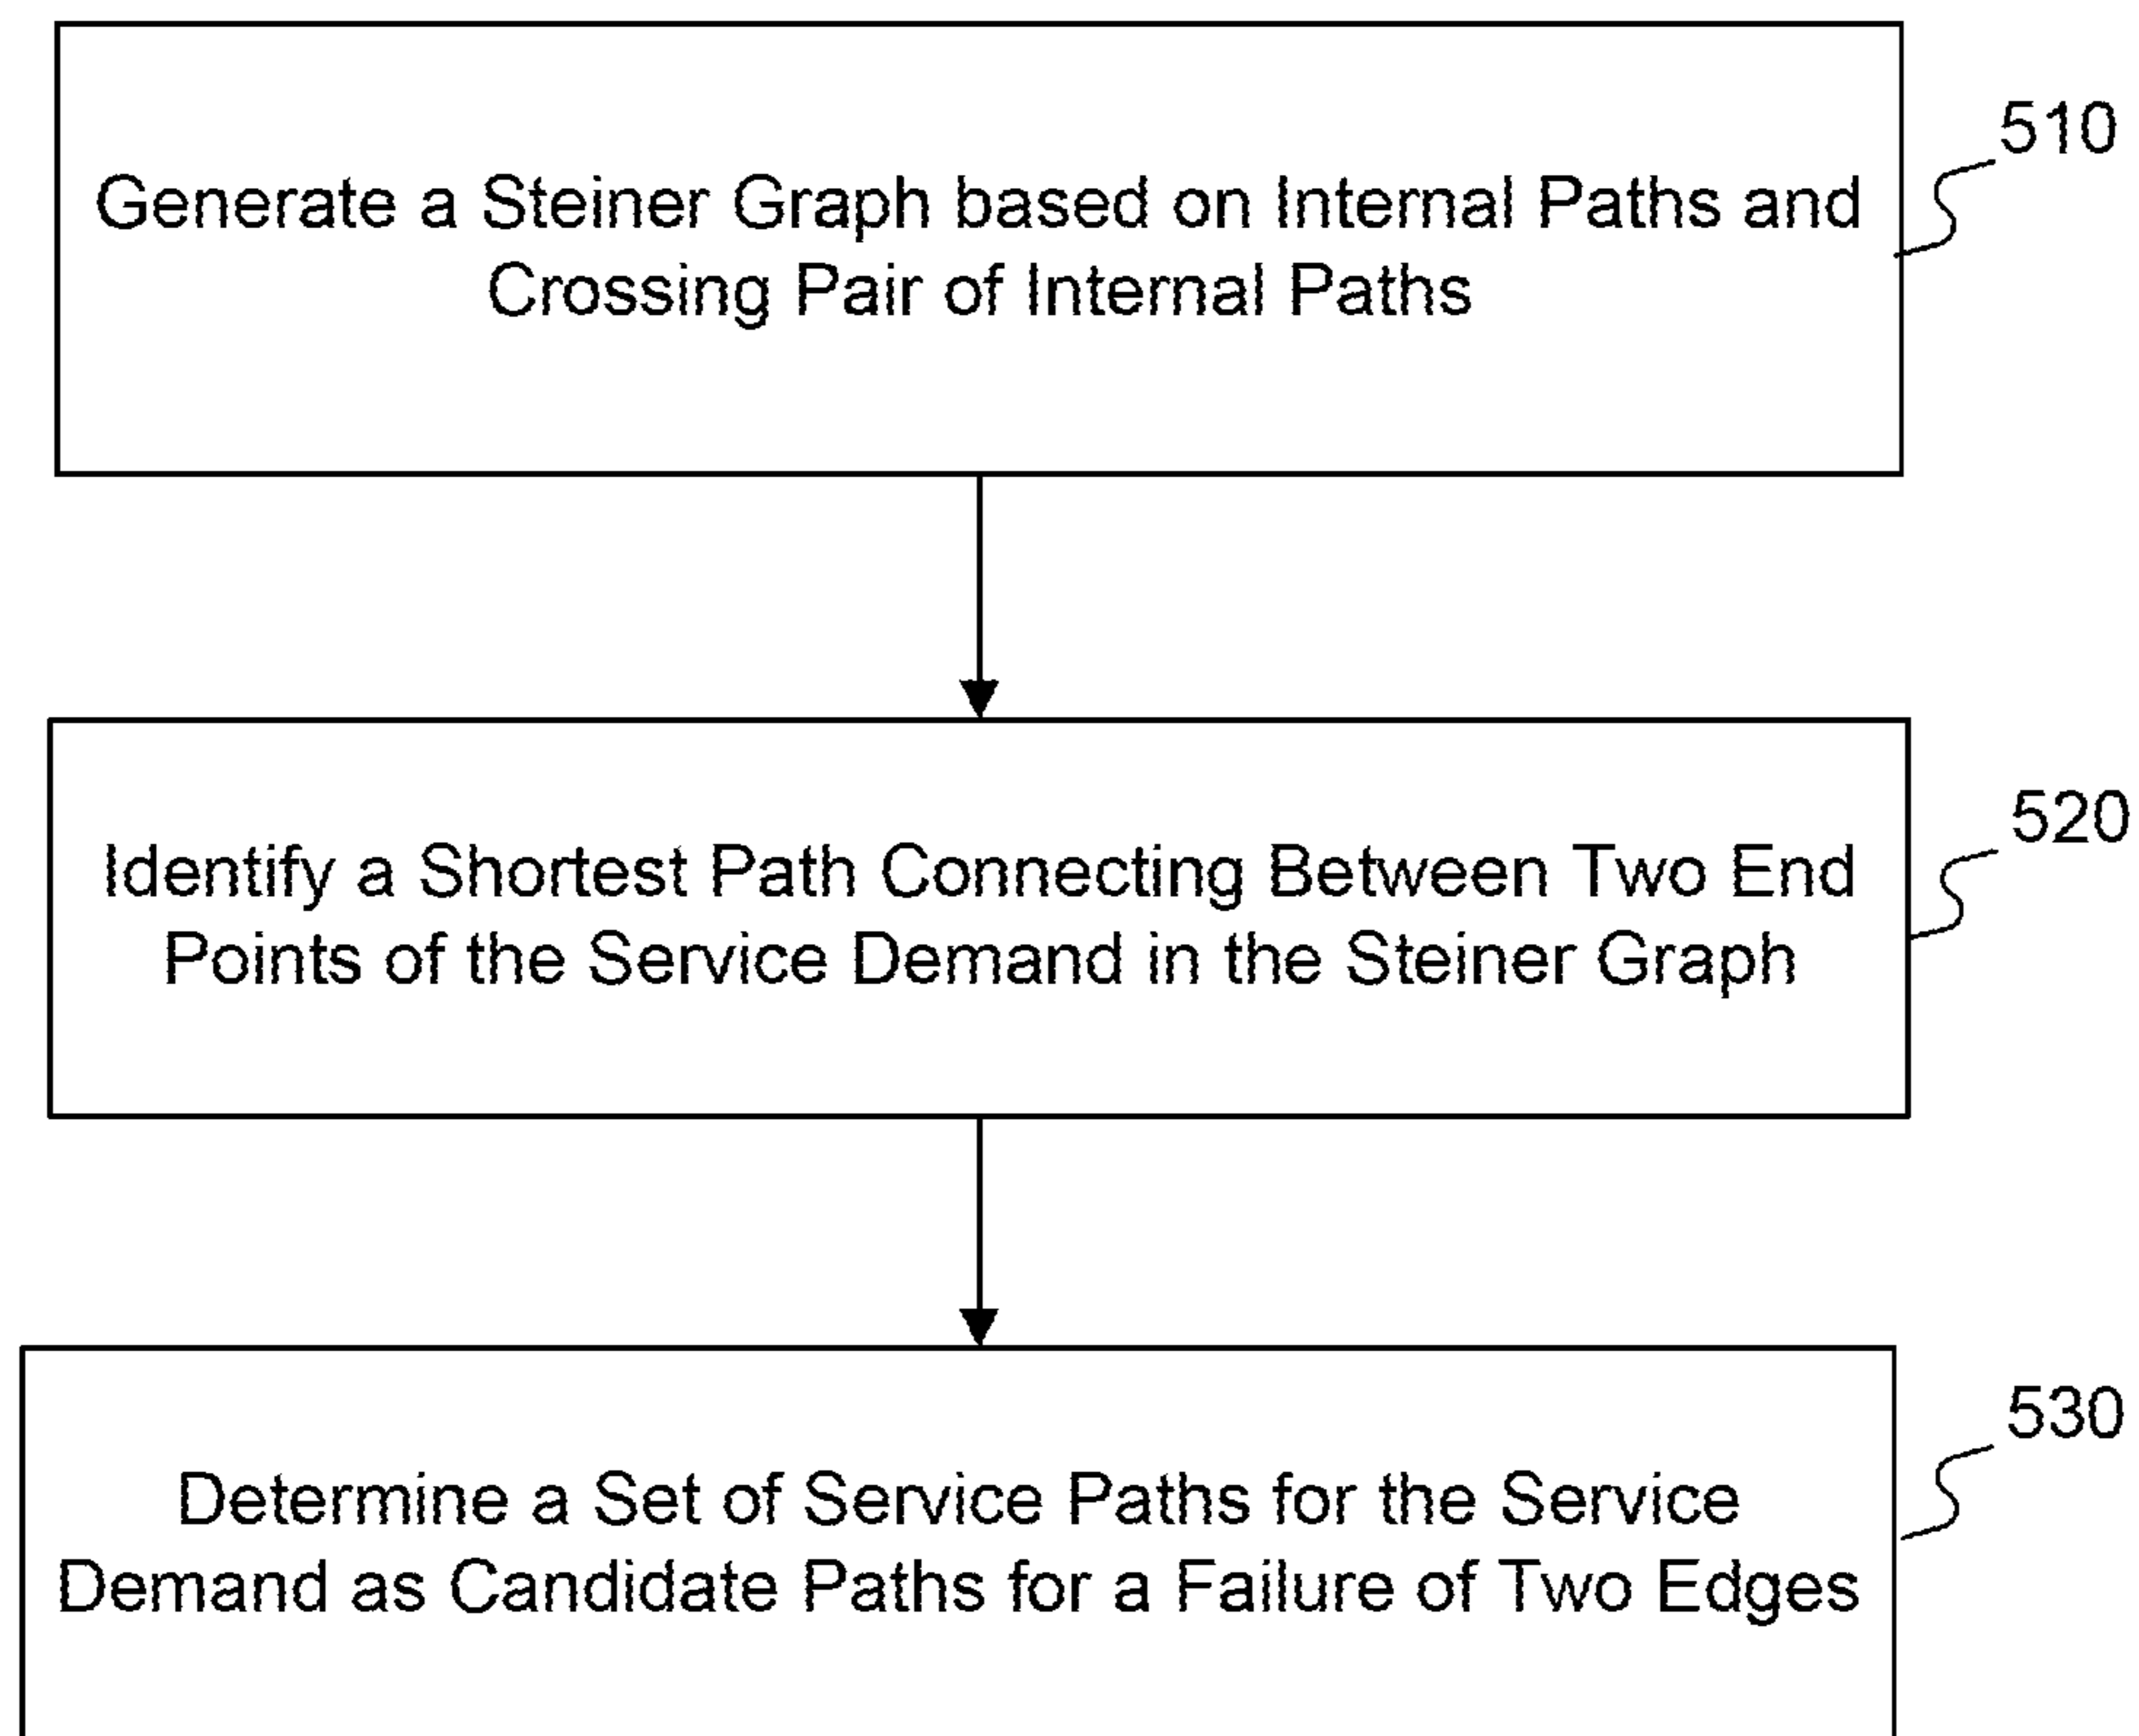 510
Generate a Steiner Graph based on Internal Paths and
Crossing Pair of Internal Paths
520
Identify a Shortest Path Connecting Between Two End
Points of the Service Demand in the Steiner Graph
530
Determine a Set of Service Paths for the Service
Demand as Candidate Paths for a Failure of Two Edges